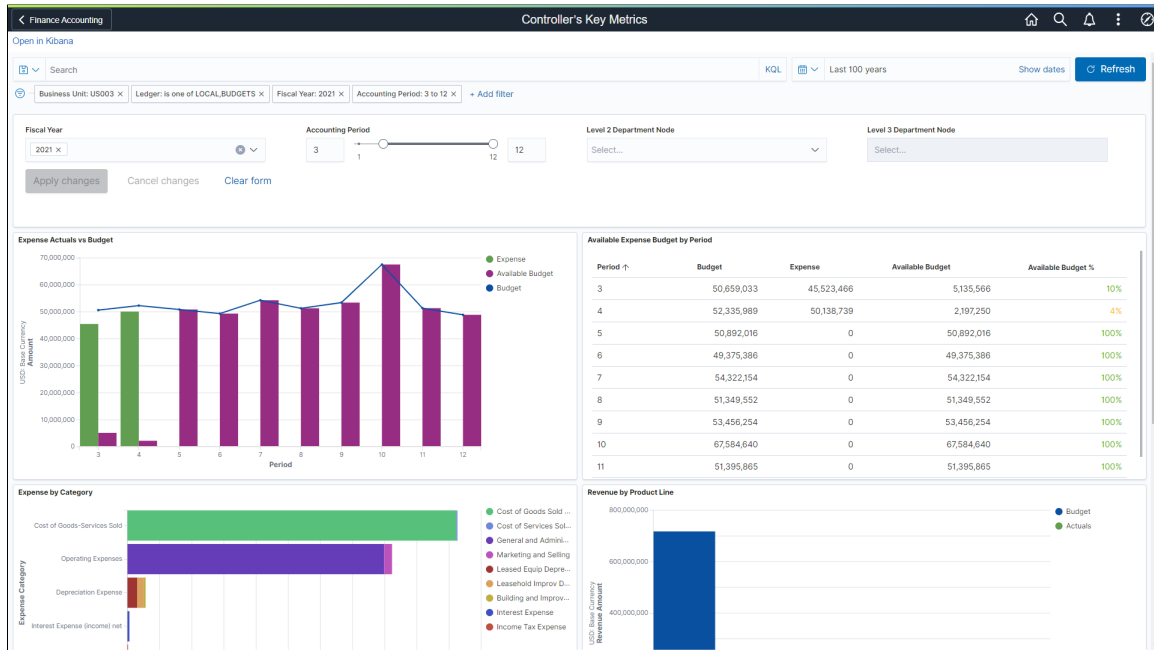 Finance Accounting
Controller's Key Metrics
Open in Kibana
Search
KQL
Last 100 years
Show dates
Refresh
Business Unit: US003 ×
Ledger: is one of LOCAL,BUDGETS ×
Fiscal Year: 2021 ×
Accounting Period: 3 to 12 ×
+ Add filter
Fiscal Year
2021 ×
Accounting Period
3
1
12
12
Level 2 Department Node
Select...
Level 3 Department Node
Select...
Apply changes
Cancel changes
Clear form
Expense Actuals vs Budget
70,000,000
60,000,000
50,000,000
40,000,000
30,000,000
20,000,000
10,000,000
0
USD: Base Currency
Amount
3 4 5 6 7 8 9 10 11 12
Period
Expense
Available Budget
Budget
Available Expense Budget by Period
Period ↑ Budget Expense Available Budget Available Budget %
3 50,659,033 45,523,466 5,135,566 10%
4 52,335,989 50,138,739 2,197,250 4%
5 50,892,016 0 50,892,016 100%
6 49,375,386 0 49,375,386 100%
7 54,322,154 0 54,322,154 100%
8 51,349,552 0 51,349,552 100%
9 53,456,254 0 53,456,254 100%
10 67,584,640 0 67,584,640 100%
11 51,395,865 0 51,395,865 100%
Expense by Category
Expense Category
Cost of Goods-Services Sold
Operating Expenses
Depreciation Expense
Interest Expense (income) net
Cost of Goods Sold ...
Cost of Services Sol...
General and Admini...
Marketing and Selling
Leased Equip Depre...
Leasehold Improv D...
Building and Improv...
Interest Expense
Income Tax Expense
Revenue by Product Line
800,000,000
600,000,000
400,000,000
USD: Base Currency
Revenue Amount
Budget
Actuals